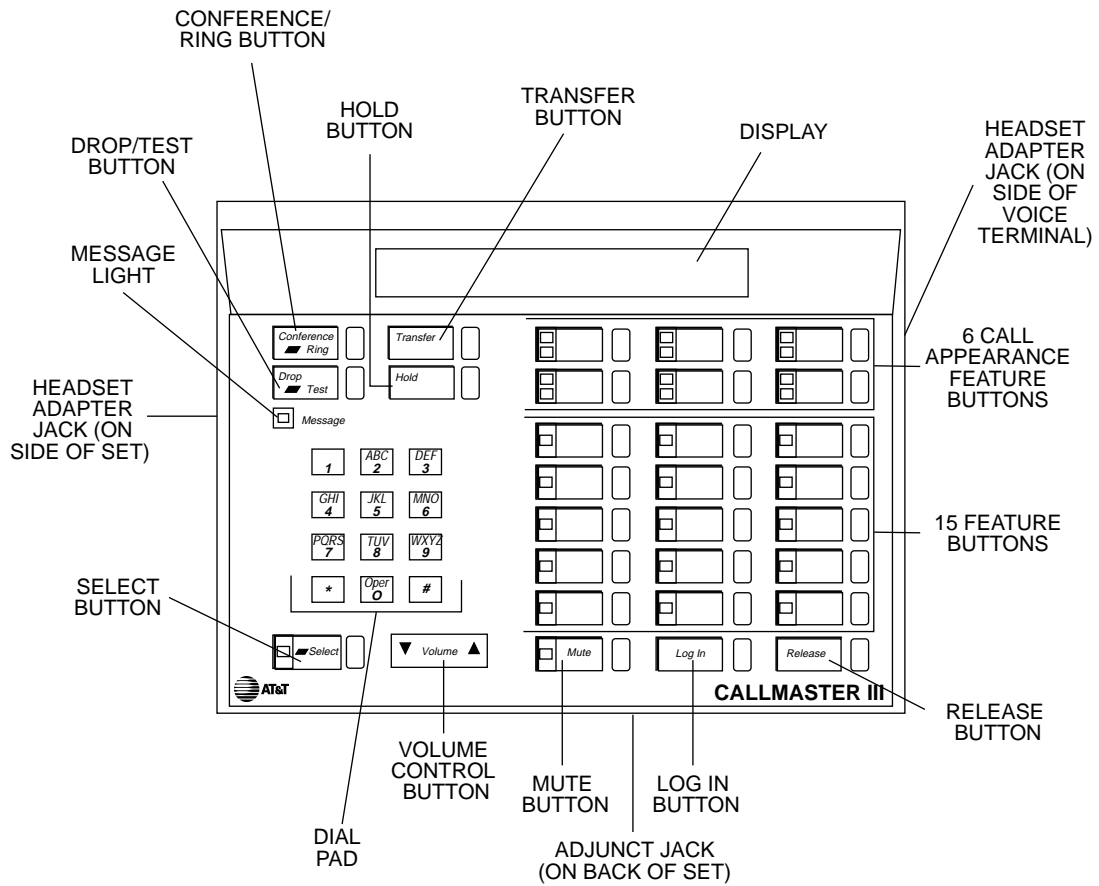 CONFERENCE/
RING BUTTON
HOLD
BUTTON
TRANSFER
BUTTON
DISPLAY
HEADSET
ADAPTER
JACK (ON
SIDE OF
VOICE
TERMINAL)
DROP/TEST
BUTTON
MESSAGE
LIGHT
HEADSET
ADAPTER
JACK (ON
SIDE OF SET)
SELECT
BUTTON
Conference
Ring
Transfer
Drop
Test
Hold
Message
1
ABC
2
DEF
3
GHI
4
JKL
5
MNO
6
PQRS
7
TUV
8
WXYZ
9
*
Oper
0
#
Select
▼ Volume ▲
Mute
Log In
Release
AT&T
CALLMASTER III
6 CALL
APPEARANCE
FEATURE
BUTTONS
15 FEATURE
BUTTONS
RELEASE
BUTTON
VOLUME
CONTROL
BUTTON
MUTE
BUTTON
LOG IN
BUTTON
DIAL
PAD
ADJUNCT JACK
(ON BACK OF SET)